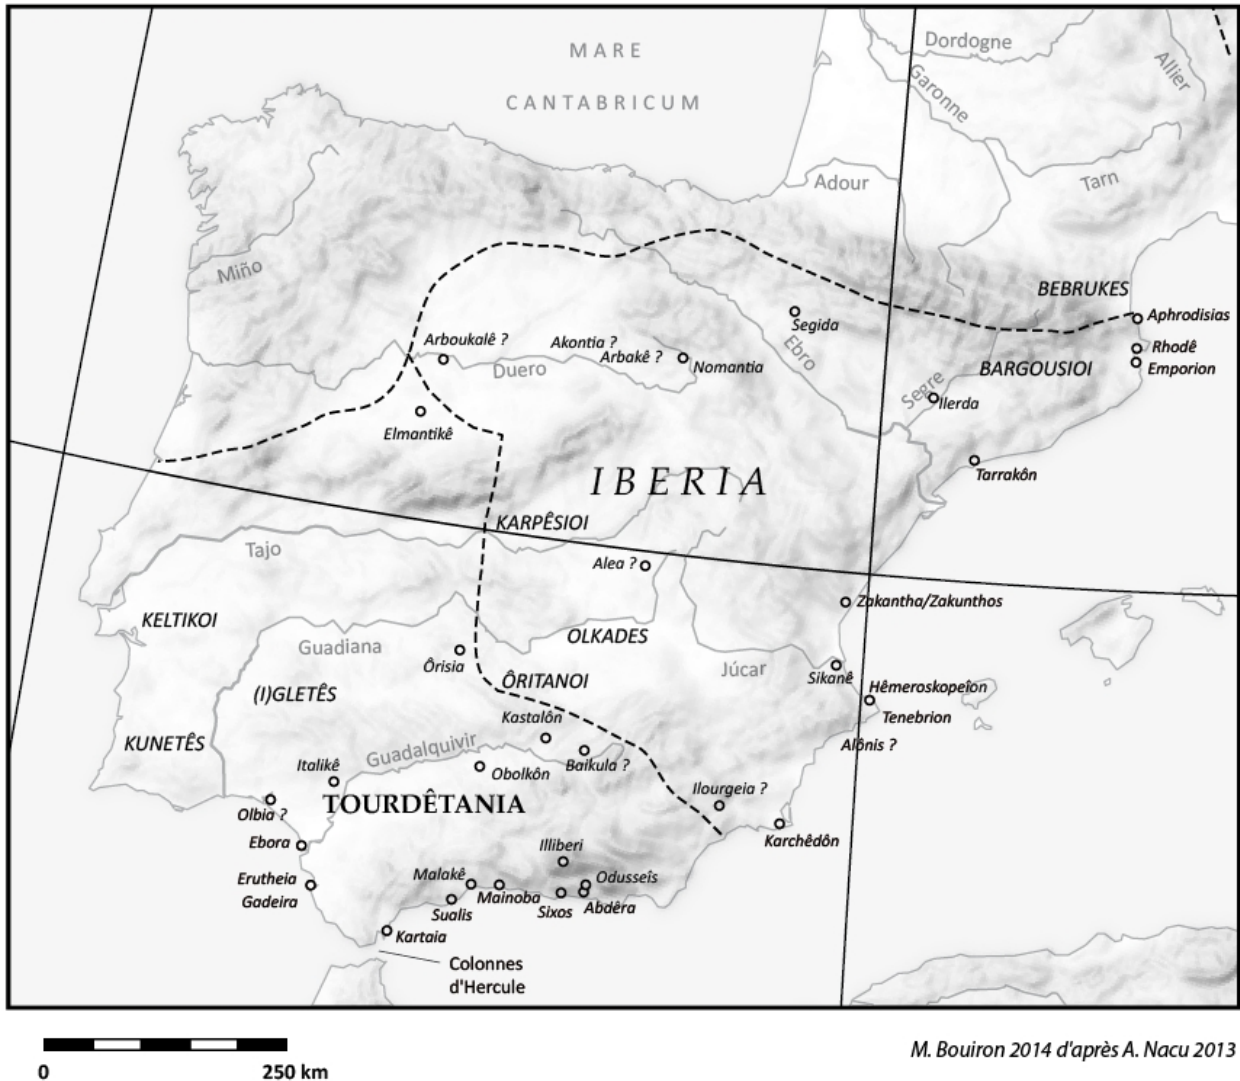 MARE
CANTABRICUM
Dordogne
Garonne
Allier
Adour
Tarn
Miño
BEBRUKES
Aphrodisias
Segida
Arboukalê ?
Akontia ?
Arbakê ?
Nomantia
Duero
Ebro
Rhodê
Emporion
BARGOUSIOI
Segre
Ilerda
Elmantikê
Tarrakôn
IBERIA
KARPÊSIOI
Tajo
Alea ?
Zakantha/Zakunthos
KELTIKOI
Guadiana
OLKADES
Ôrisia
Júcar
Sikanê
ÔRITANOI
(I)GLETÊS
Hêmeroskopeîon
Tenebrion
Kastalôn
KUNETÊS
Guadalquivir
Alônis ?
Italikê
Baikula ?
Obolkôn
Ilourgeia ?
TOURDÊTANIA
Olbia ?
Ebora
Karchêdôn
Illiberi
Erutheia
Gadeira
Malakê
Mainoba
Odusseîs
Sualis
Sixos
Abdêra
Kartaia
Colonnes
d'Hercule
0 250 km
M. Bouiron 2014 d'après A. Nacu 2013